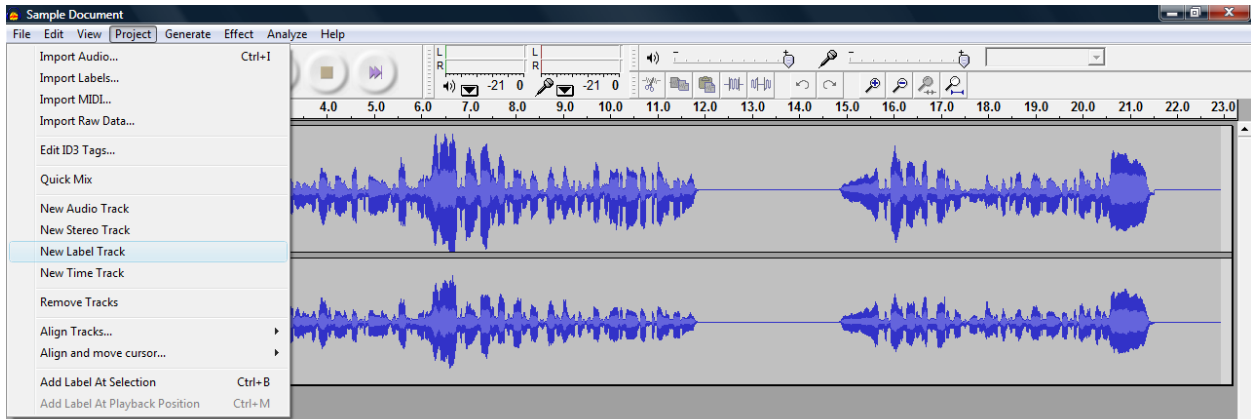 Sample Document
File Edit View Project Generate Effect Analyze Help
Import Audio... Ctrl+I
Import Labels...
Import MIDI...
Import Raw Data...
Edit ID3 Tags...
Quick Mix
New Audio Track
New Stereo Track
New Label Track
New Time Track
Remove Tracks
Align Tracks...
Align and move cursor...
Add Label At Selection Ctrl+B
Add Label At Playback Position Ctrl+M
L L
R R
-21 0 -21 0
4.0 5.0 6.0 7.0 8.0 9.0 10.0 11.0 12.0 13.0 14.0 15.0 16.0 17.0 18.0 19.0 20.0 21.0 22.0 23.0